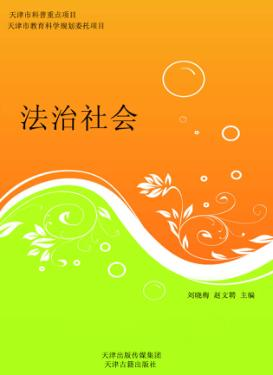 天津市科普重点项目
天津市教育科学规划委托项目
法治社会
刘晓梅 赵文聘 主编
天津出版传媒集团
天津古籍出版社